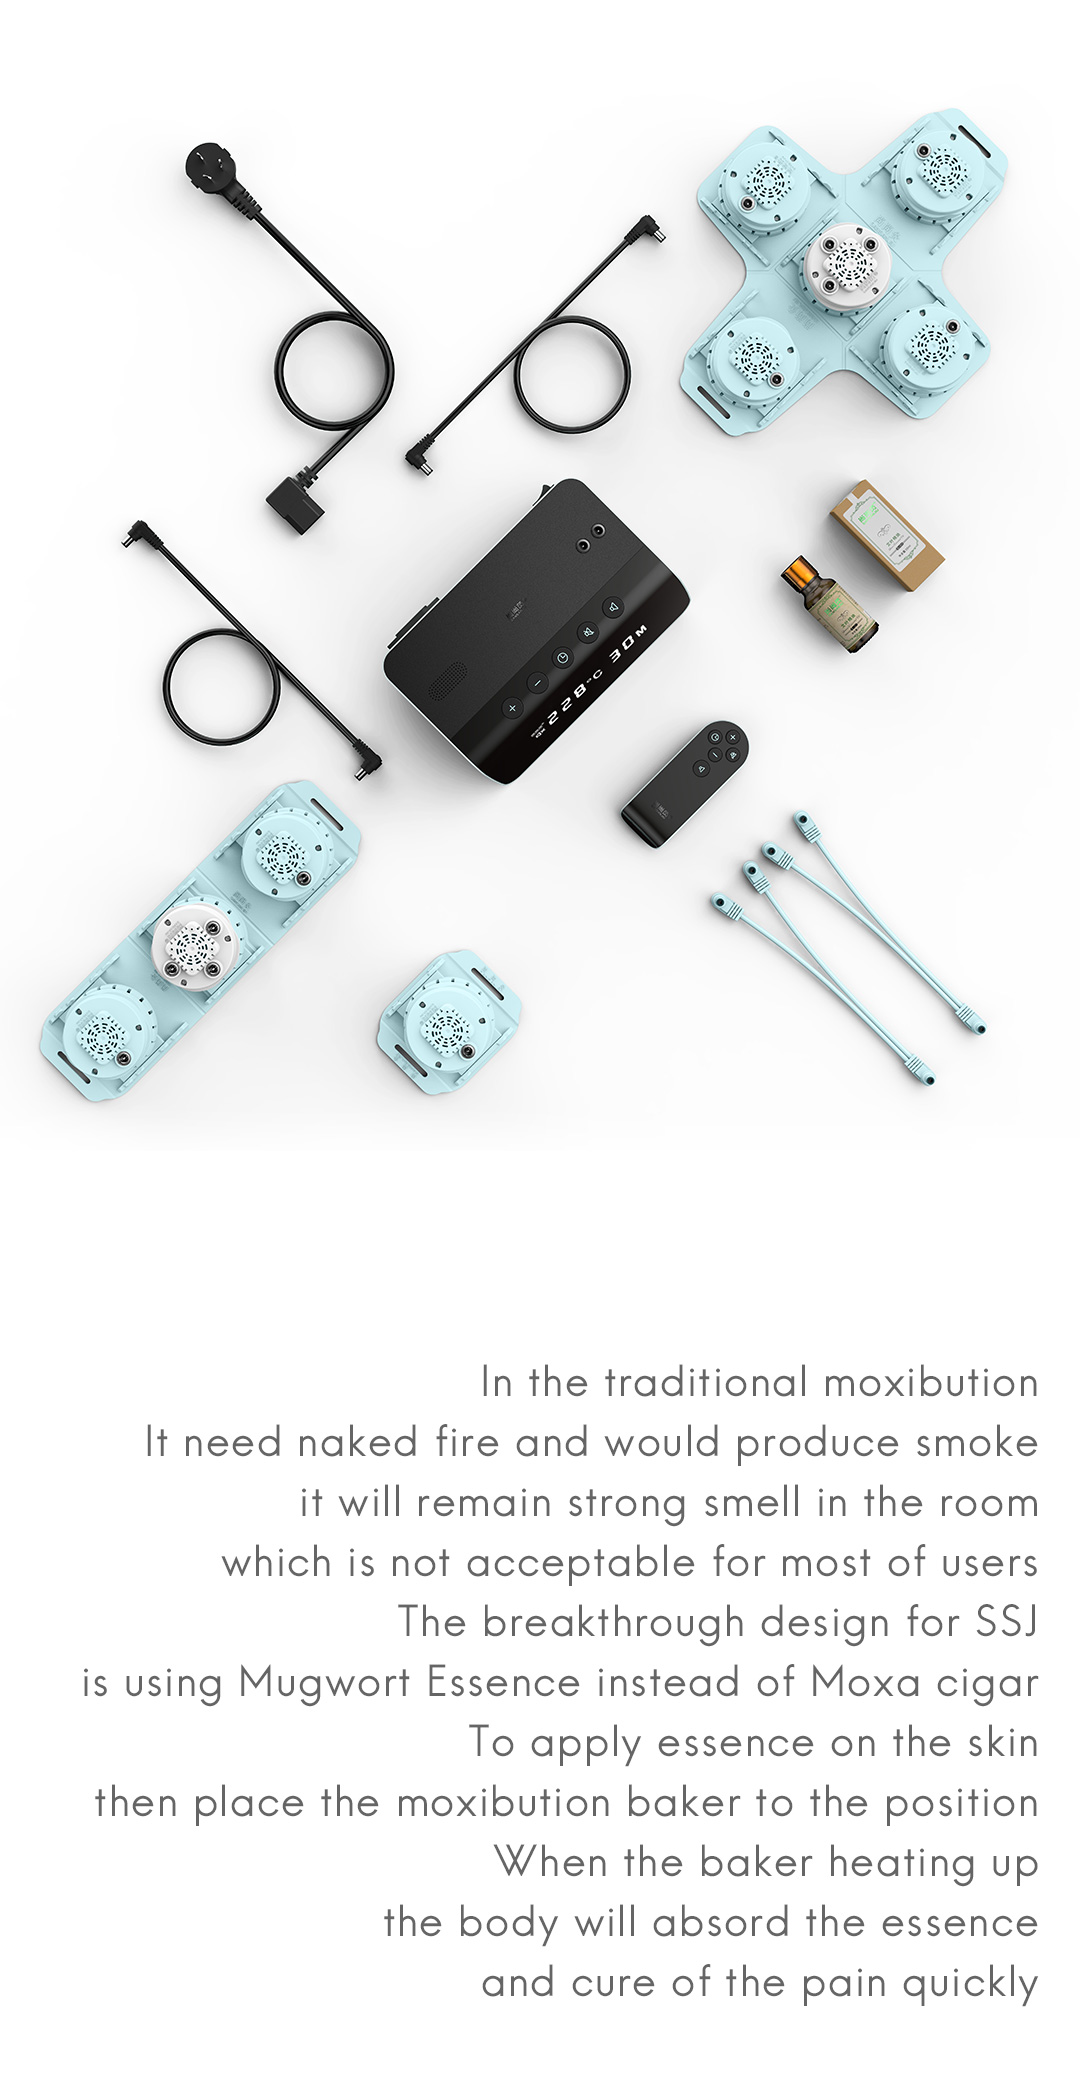 228°C 30M
In the traditional moxibution
It need naked fire and would produce smoke
it will remain strong smell in the room
which is not acceptable for most of users
The breakthrough design for SSJ
is using Mugwort Essence instead of Moxa cigar
To apply essence on the skin
then place the moxibution baker to the position
When the baker heating up
the body will absord the essence
and cure of the pain quickly